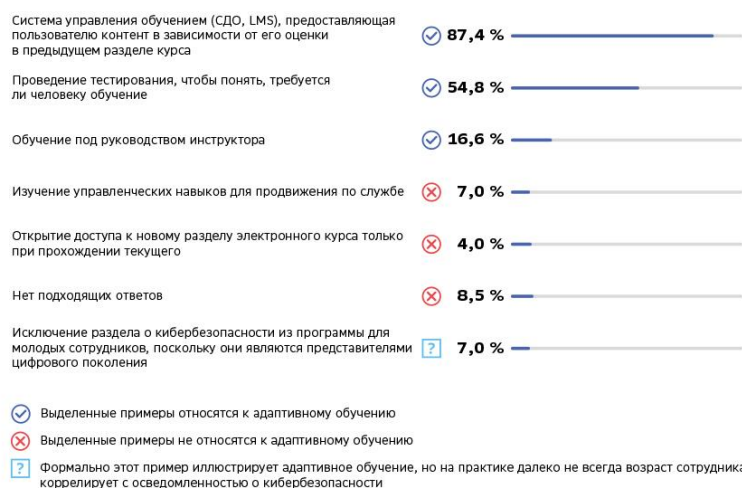 Система управления обучением (СДО, LMS), предоставляющая
пользователю контент в зависимости от его оценки
в предыдущем разделе курса
87,4 %
Проведение тестирования, чтобы понять, требуется
ли человеку обучение
54,8 %
Обучение под руководством инструктора
16,6 %
Изучение управленческих навыков для продвижения по службе
7,0 %
Открытие доступа к новому разделу электронного курса только
при прохождении текущего
4,0 %
Нет подходящих ответов
8,5 %
Исключение раздела о кибербезопасности из программы для
молодых сотрудников, поскольку они являются представителями
цифрового поколения
? 7,0 %
Выделенные примеры относятся к адаптивному обучению
Выделенные примеры не относятся к адаптивному обучению
? Формально этот пример иллюстрирует адаптивное обучение, но на практике далеко не всегда возраст сотрудника
коррелирует с осведомленностью о кибербезопасности